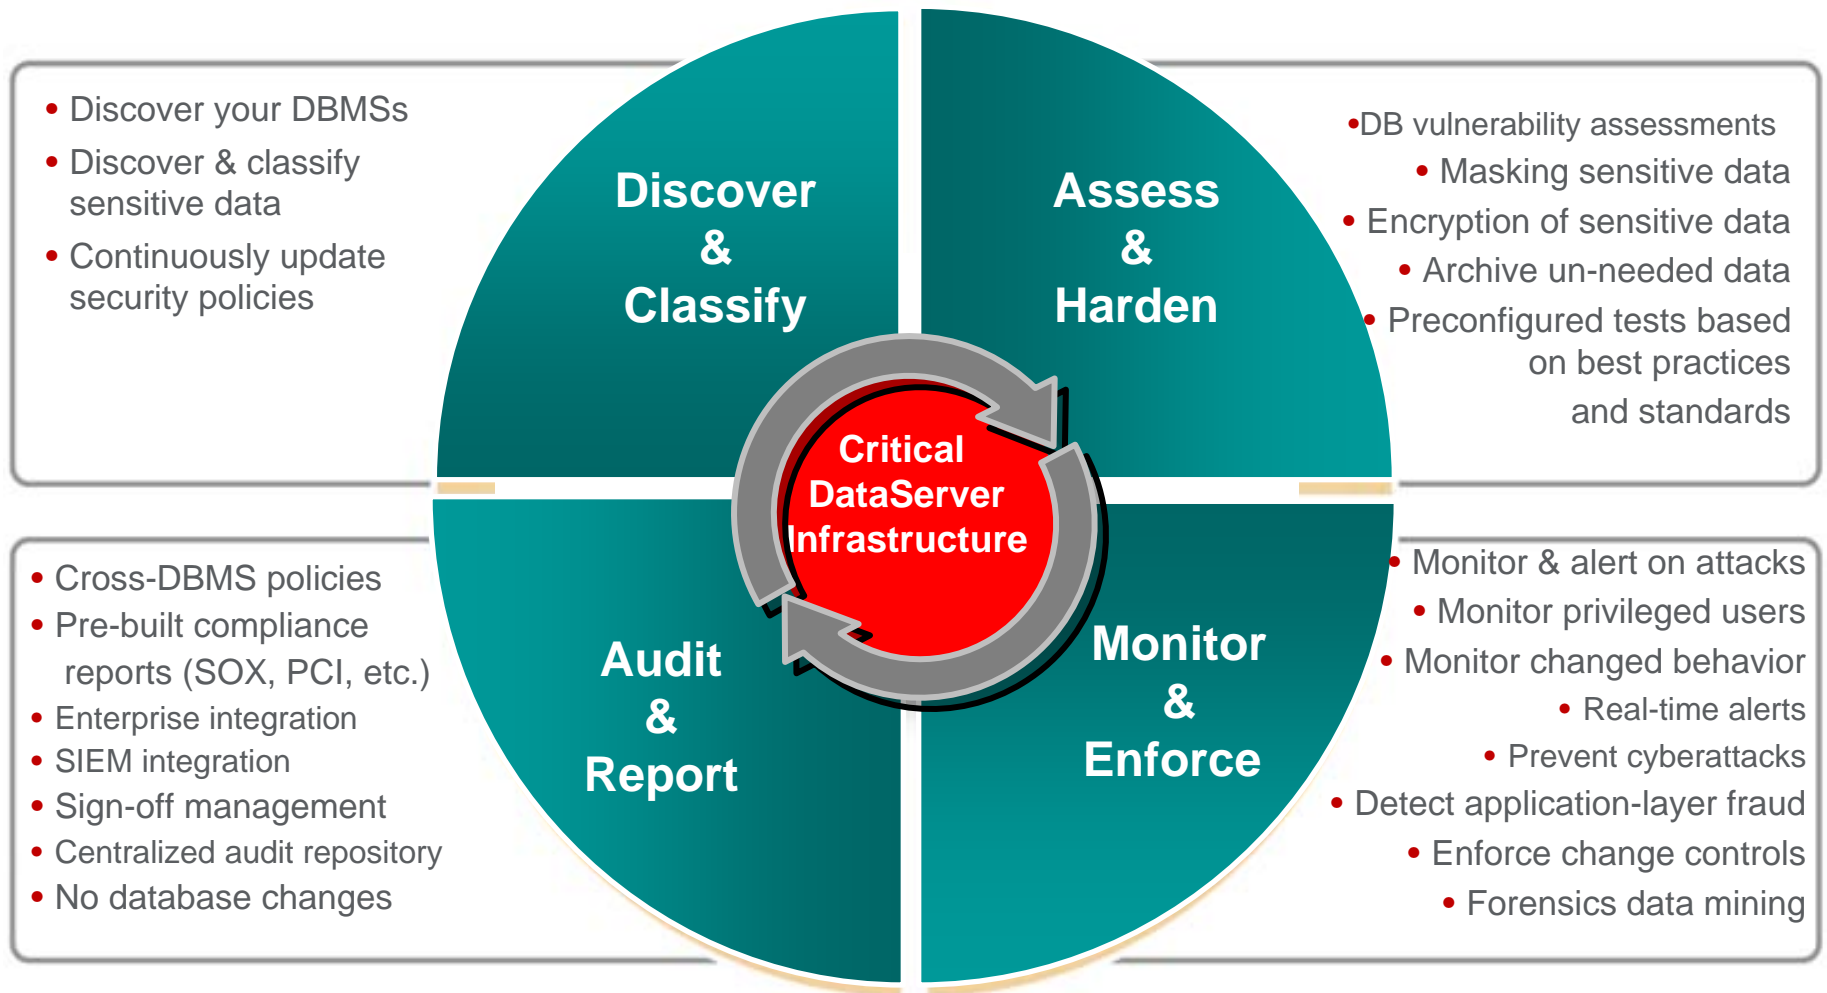 • Discover your DBMSs
• Discover & classify
sensitive data
• Continuously update
security policies
Discover
&
Classify
Assess
&
Harden
•DB vulnerability assessments
• Masking sensitive data
• Encryption of sensitive data
• Archive un-needed data
• Preconfigured tests based
on best practices
and standards
Critical
DataServer
Infrastructure
• Cross-DBMS policies
• Pre-built compliance
reports (SOX, PCI, etc.)
• Enterprise integration
• SIEM integration
• Sign-off management
• Centralized audit repository
• No database changes
Audit
&
Report
Monitor
&
Enforce
• Monitor & alert on attacks
• Monitor privileged users
• Monitor changed behavior
• Real-time alerts
• Prevent cyberattacks
• Detect application-layer fraud
• Enforce change controls
• Forensics data mining